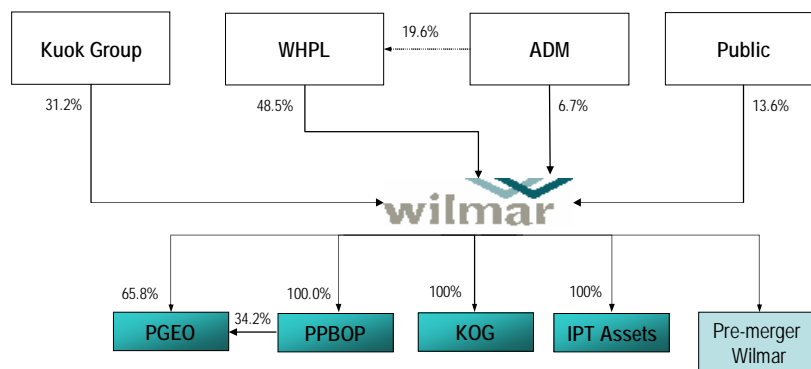 Kuok Group
WHPL
19.6%
ADM
Public
31.2%
48.5%
6.7%
13.6%
wilmar
65.8%
100.0%
100%
100%
34.2%
PGEO
PPBOP
KOG
IPT Assets
Pre-merger
Wilmar